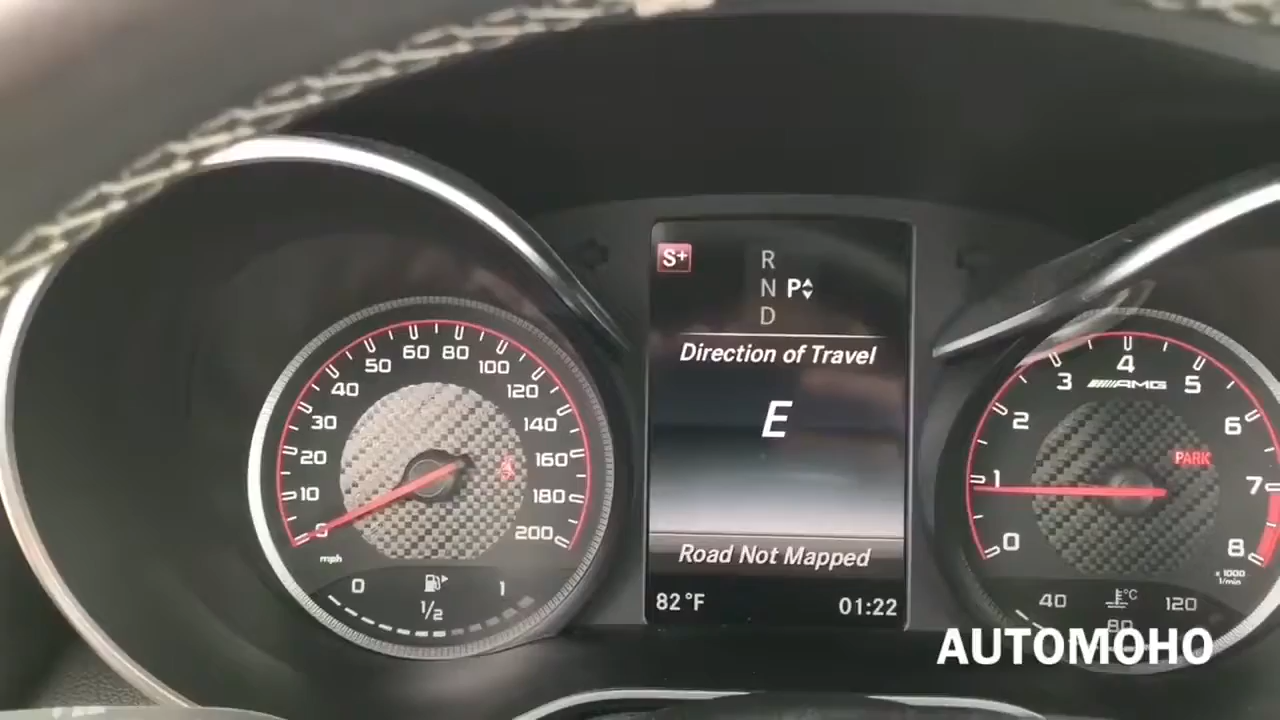 S+
R
N P
D
Direction of Travel
E
Road Not Mapped
82°F 01:22
0 10 20 30 40 50 60 80 100 120 140 160 180 200
mph
0 1/2 1
0 1 2 3 4 5 6 7 8
AMG
PARK
x 1000
1/min
°C
40 80 120
AUTOMOHO